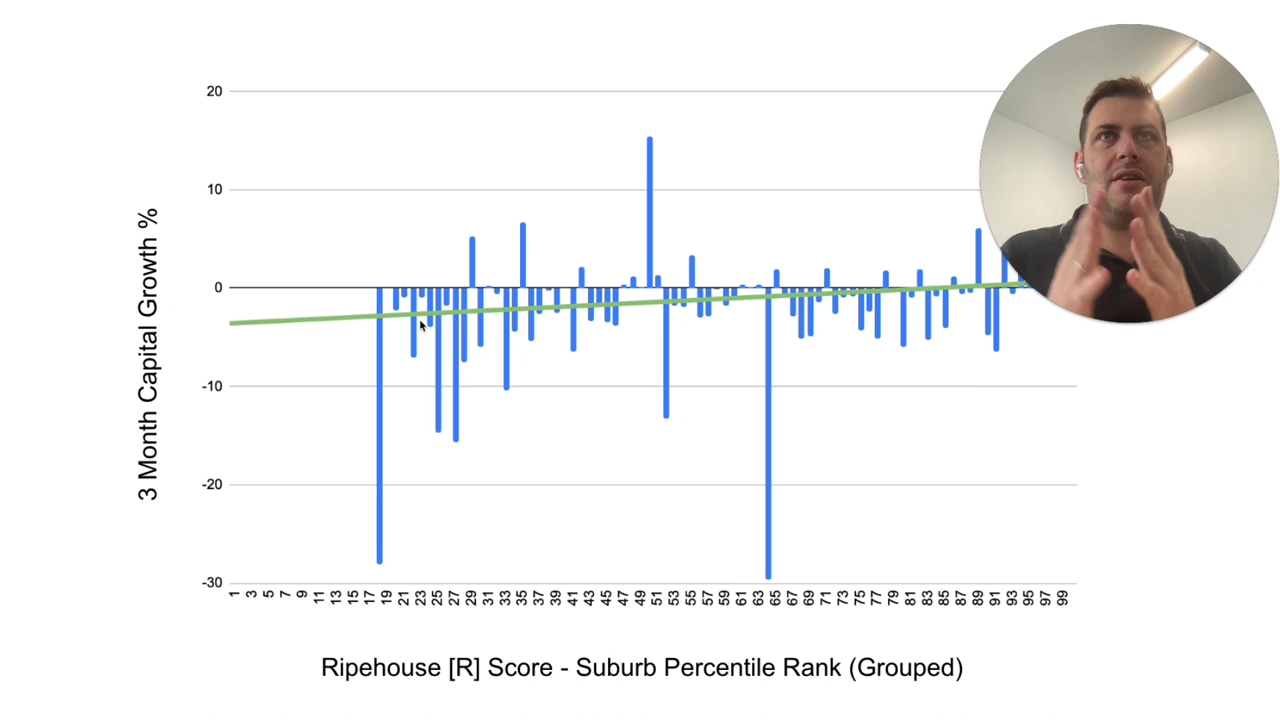 3 Month Capital Growth %
20
10
0
-10
-20
-30
1 3 5 7 9 11 13 15 17 19 21 23 25 27 29 31 33 35 37 39 41 43 45 47 49 51 53 55 57 59 61 63 65 67 69 71 73 75 77 79 81 83 85 87 89 91 93 95 97 99
Ripehouse [R] Score - Suburb Percentile Rank (Grouped)